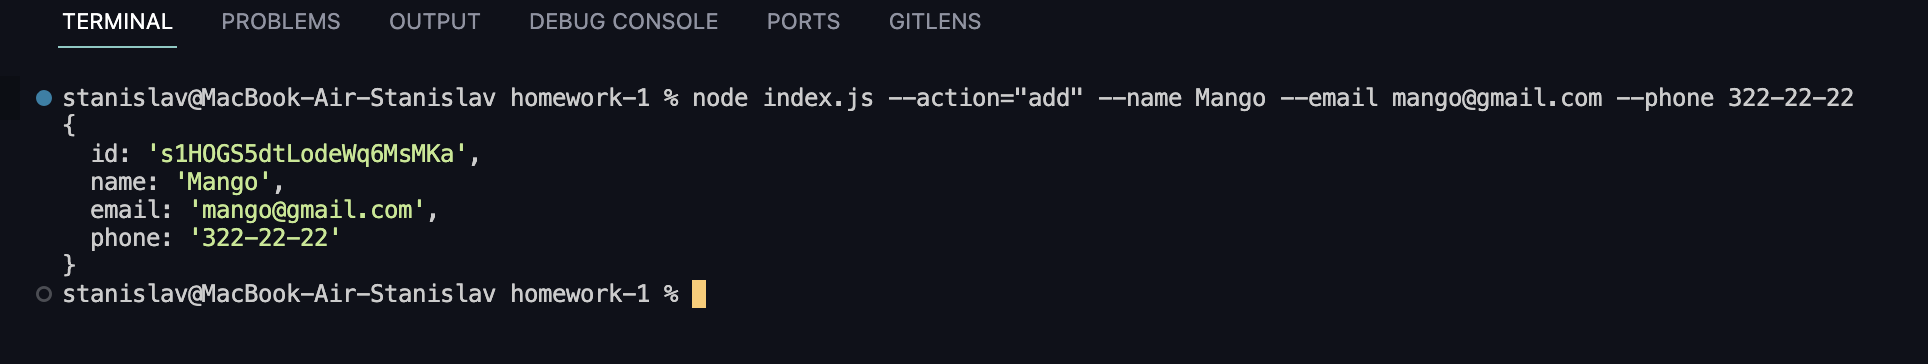 TERMINAL PROBLEMS OUTPUT DEBUG CONSOLE PORTS GITLENS
stanislav@MacBook-Air-Stanislav homework-1 % node index.js --action="add" --name Mango --email mango@gmail.com --phone 322-22-22
{
  id: 's1HOGS5dtLodeWq6MsMKa',
  name: 'Mango',
  email: 'mango@gmail.com',
  phone: '322-22-22'
}
stanislav@MacBook-Air-Stanislav homework-1 %